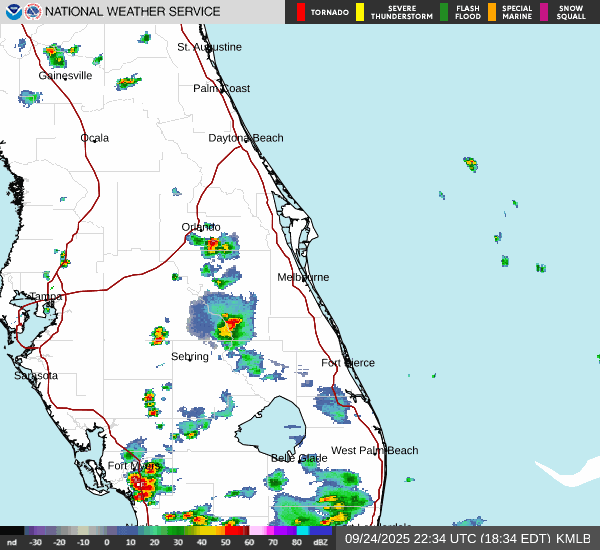 NATIONAL WEATHER SERVICE
TORNADO
SEVERE THUNDERSTORM
FLASH FLOOD
SPECIAL MARINE
SNOW SQUALL
St. Augustine
Gainesville
Palm Coast
Ocala
Daytona Beach
Orlando
Melbourne
Tampa
Sebring
Fort Pierce
Sarasota
West Palm Beach
Belle Glade
Fort Myers
nd -30 -20 -10 0 10 20 30 40 50 60 70 80 dBZ
09/24/2025 22:34 UTC (18:34 EDT) KMLB